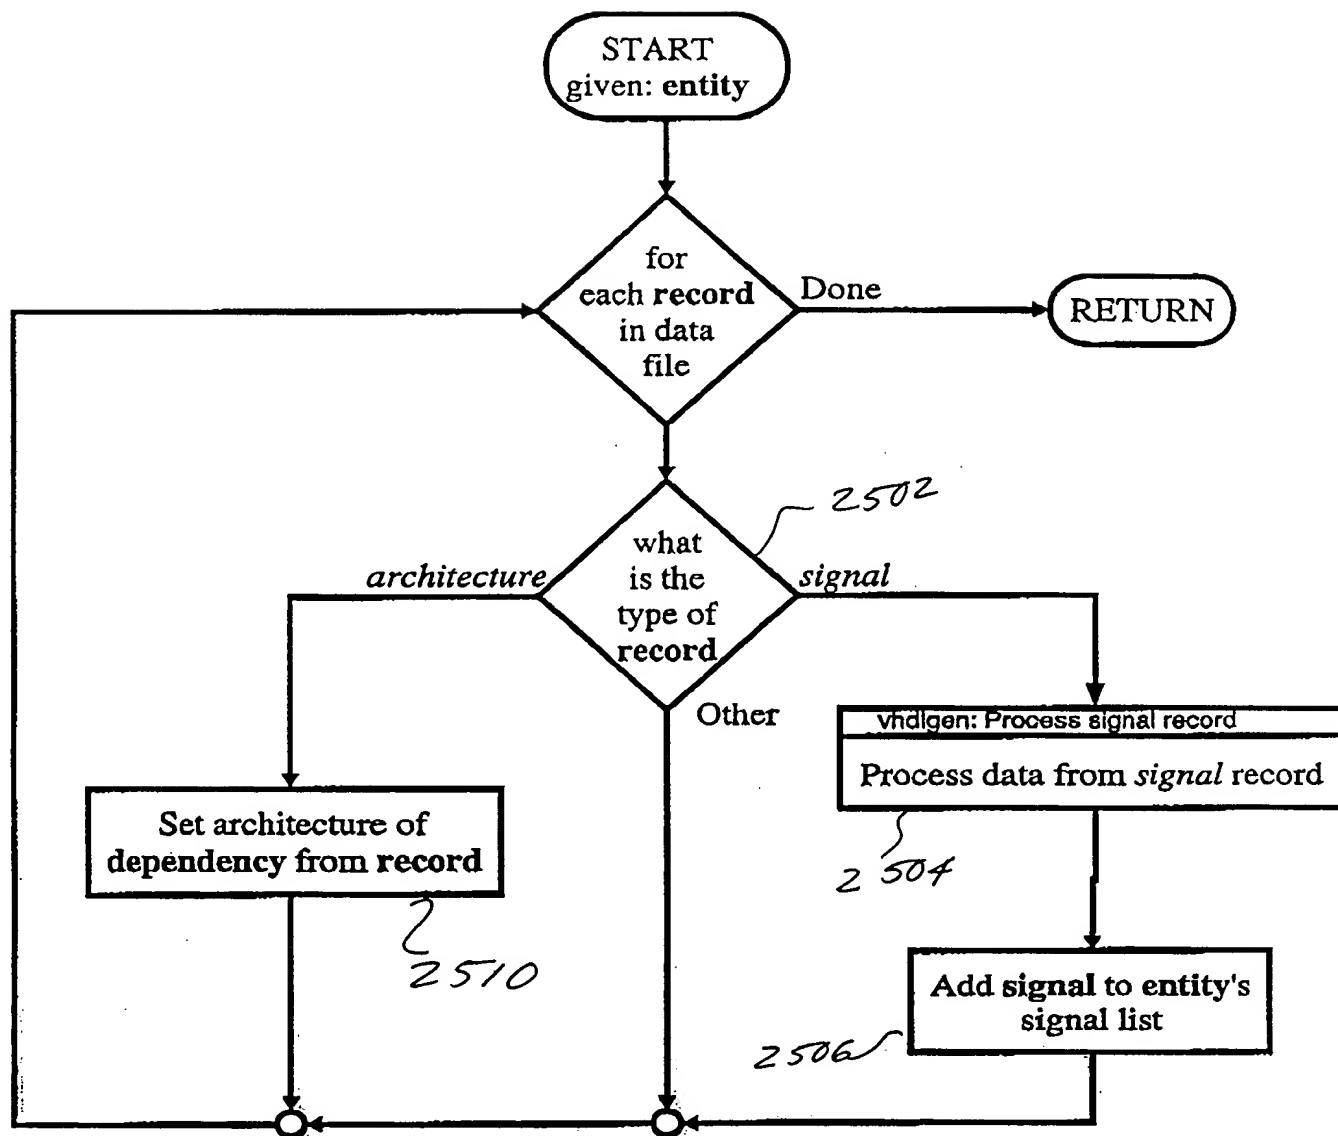 START
given: entity
for
each record
in data
file
Done
RETURN
2502
what
is the
type of
record
architecture
signal
Other
vhdlgen: Process signal record
Process data from signal record
2504
Set architecture of
dependency from record
2510
Add signal to entity's
signal list
2506